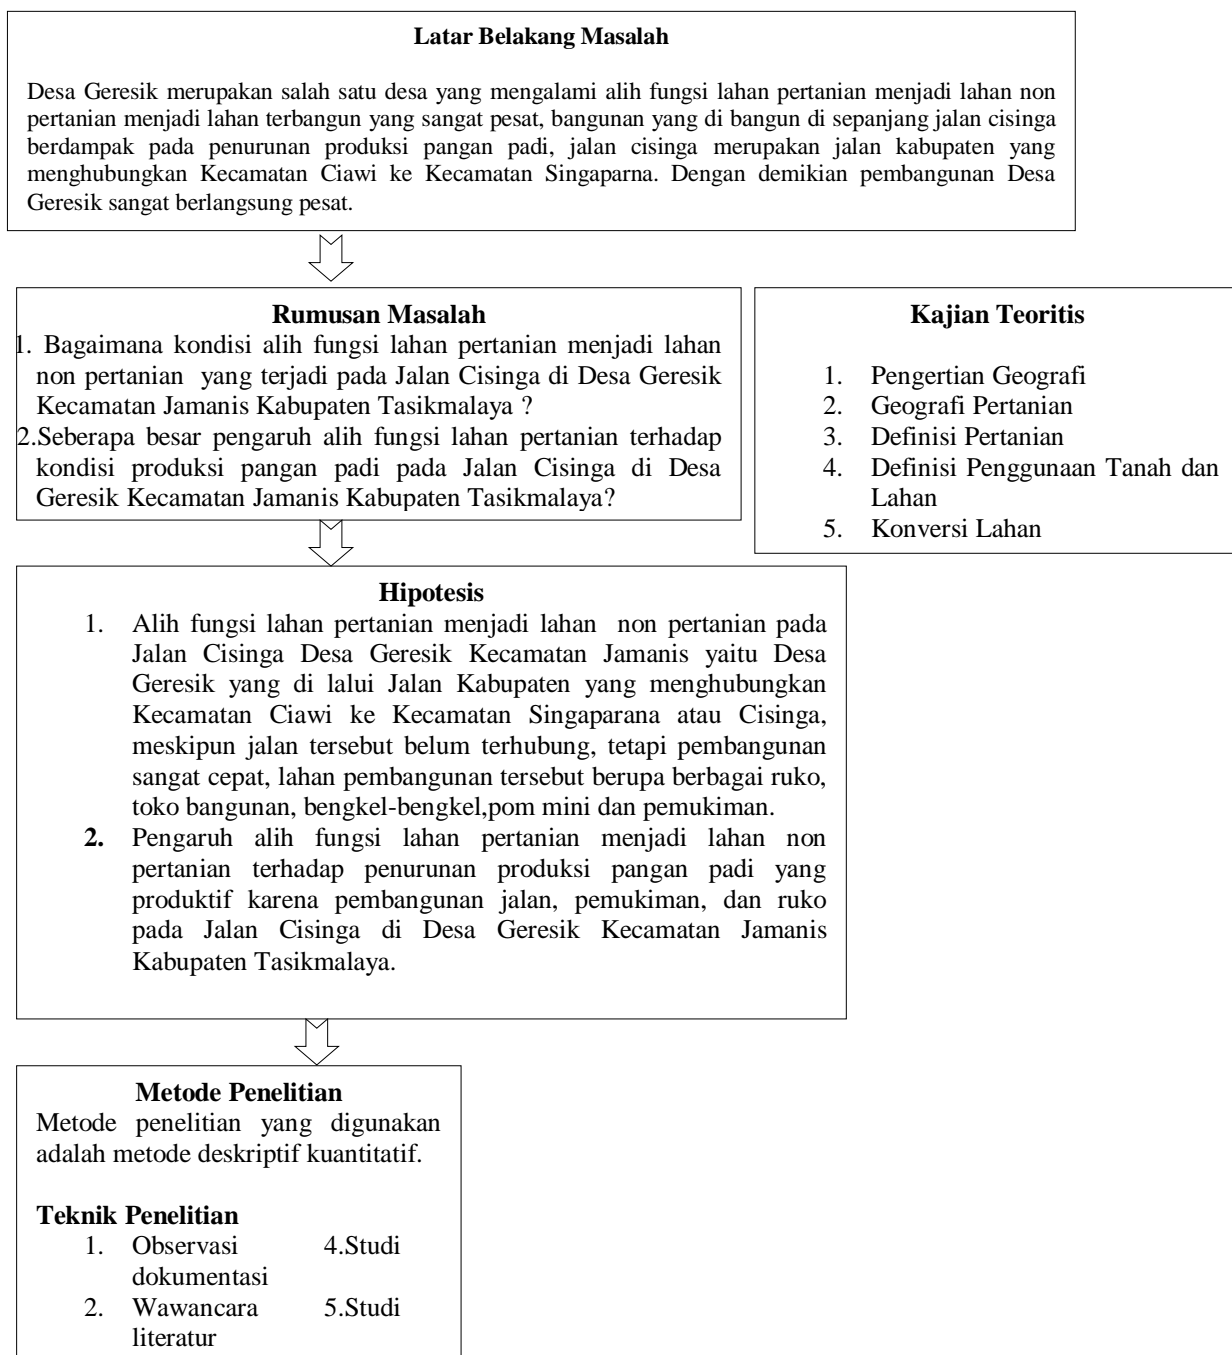 Latar Belakang Masalah
Desa Geresik merupakan salah satu desa yang mengalami alih fungsi lahan pertanian menjadi lahan non
pertanian menjadi lahan terbangun yang sangat pesat, bangunan yang di bangun di sepanjang jalan cisinga
berdampak pada penurunan produksi pangan padi, jalan cisinga merupakan jalan kabupaten yang
menghubungkan Kecamatan Ciawi ke Kecamatan Singaparna. Dengan demikian pembangunan Desa
Geresik sangat berlangsung pesat.
Rumusan Masalah
1. Bagaimana kondisi alih fungsi lahan pertanian menjadi lahan
non pertanian yang terjadi pada Jalan Cisinga di Desa Geresik
Kecamatan Jamanis Kabupaten Tasikmalaya ?
2.Seberapa besar pengaruh alih fungsi lahan pertanian terhadap
kondisi produksi pangan padi pada Jalan Cisinga di Desa
Geresik Kecamatan Jamanis Kabupaten Tasikmalaya?
Kajian Teoritis
1. Pengertian Geografi
2. Geografi Pertanian
3. Definisi Pertanian
4. Definisi Penggunaan Tanah dan
Lahan
5. Konversi Lahan
Hipotesis
1. Alih fungsi lahan pertanian menjadi lahan non pertanian pada
Jalan Cisinga Desa Geresik Kecamatan Jamanis yaitu Desa
Geresik yang di lalui Jalan Kabupaten yang menghubungkan
Kecamatan Ciawi ke Kecamatan Singaparana atau Cisinga,
meskipun jalan tersebut belum terhubung, tetapi pembangunan
sangat cepat, lahan pembangunan tersebut berupa berbagai ruko,
toko bangunan, bengkel-bengkel,pom mini dan pemukiman.
2. Pengaruh alih fungsi lahan pertanian menjadi lahan non
pertanian terhadap penurunan produksi pangan padi yang
produktif karena pembangunan jalan, pemukiman, dan ruko
pada Jalan Cisinga di Desa Geresik Kecamatan Jamanis
Kabupaten Tasikmalaya.
Metode Penelitian
Metode penelitian yang digunakan
adalah metode deskriptif kuantitatif.
Teknik Penelitian
1. Observasi 4.Studi
dokumentasi
2. Wawancara 5.Studi
literatur